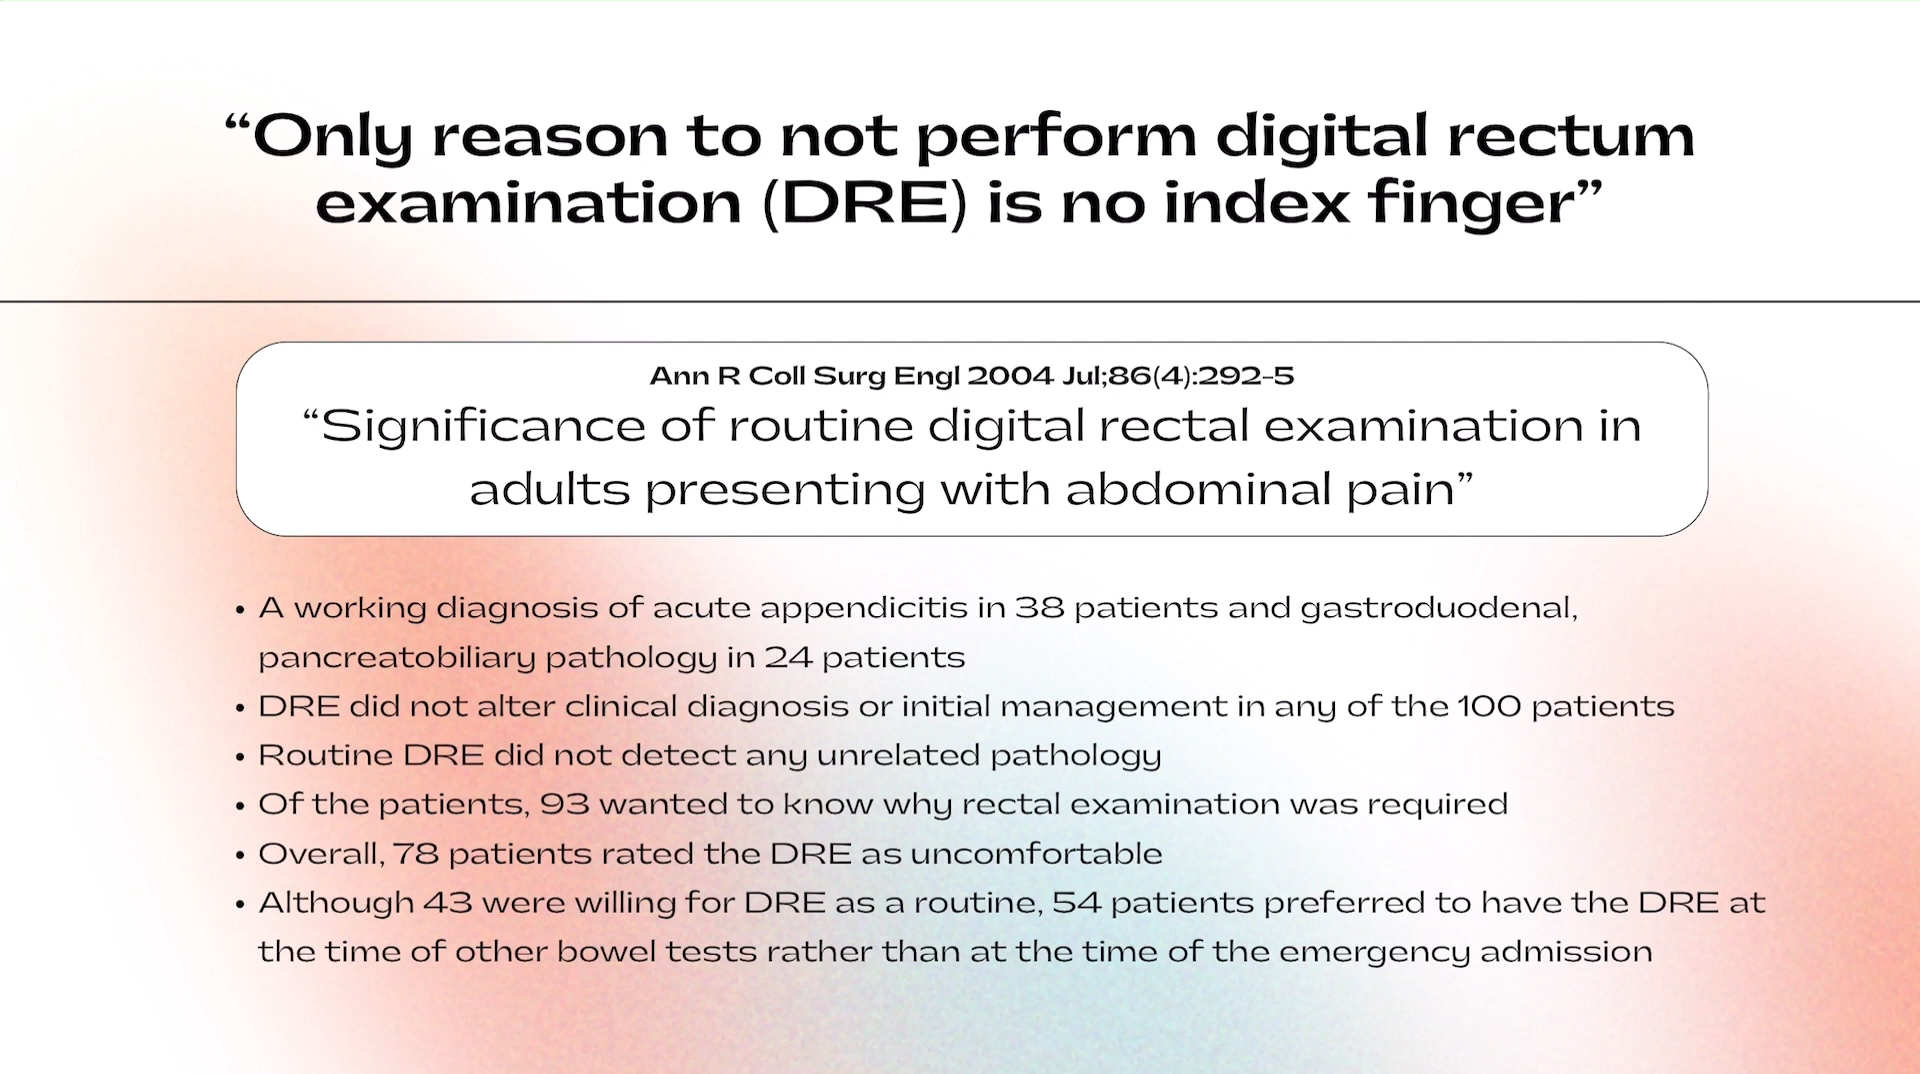 “Only reason to not perform digital rectum
examination (DRE) is no index finger”
Ann R Coll Surg Engl 2004 Jul;86(4):292-5
“Significance of routine digital rectal examination in
adults presenting with abdominal pain”
• A working diagnosis of acute appendicitis in 38 patients and gastroduodenal,
pancreatobiliary pathology in 24 patients
• DRE did not alter clinical diagnosis or initial management in any of the 100 patients
• Routine DRE did not detect any unrelated pathology
• Of the patients, 93 wanted to know why rectal examination was required
• Overall, 78 patients rated the DRE as uncomfortable
• Although 43 were willing for DRE as a routine, 54 patients preferred to have the DRE at
the time of other bowel tests rather than at the time of the emergency admission